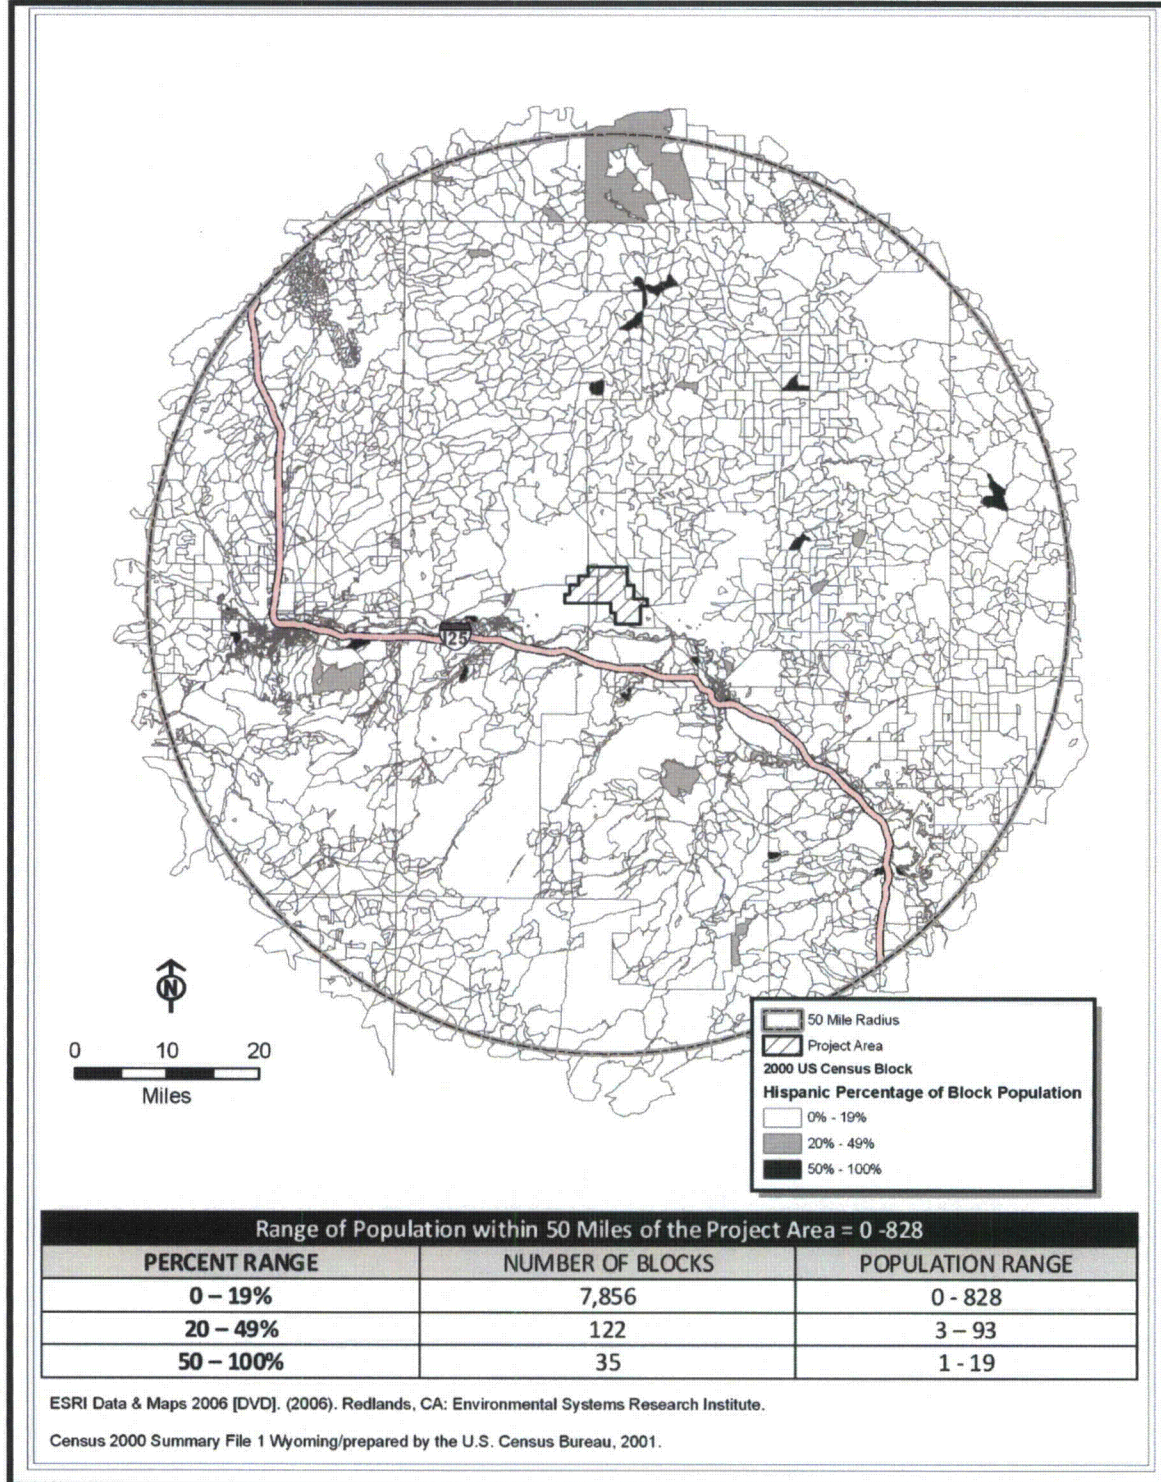 I25
N
0 10 20
Miles
50 Mile Radius
Project Area
2000 US Census Block
Hispanic Percentage of Block Population
0% - 19%
20% - 49%
50% - 100%
Range of Population within 50 Miles of the Project Area = 0 -828
PERCENT RANGE NUMBER OF BLOCKS POPULATION RANGE
0 – 19% 7,856 0 - 828
20 – 49% 122 3 – 93
50 – 100% 35 1 - 19
ESRI Data & Maps 2006 [DVD]. (2006). Redlands, CA: Environmental Systems Research Institute.
Census 2000 Summary File 1 Wyoming/prepared by the U.S. Census Bureau, 2001.